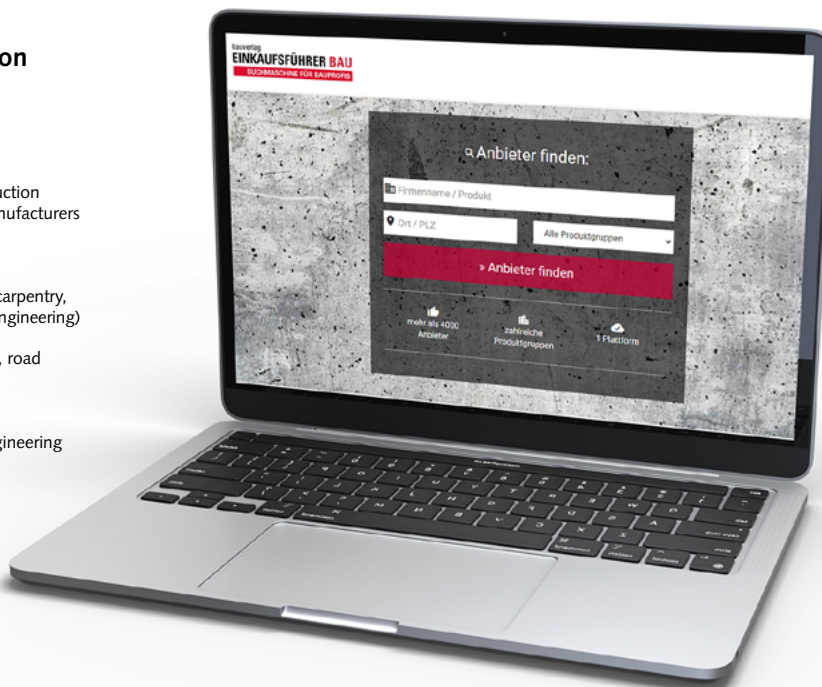 on
uction
nufacturers
carpentry,
ngineering)
, road
gineering
bauverlag
EINKAUFSFÜHRER BAU
SUCHMASCHINE FÜR BAUPROFIS
Anbieter finden:
Firmenname / Produkt
Ort / PLZ
Alle Produktgruppen
» Anbieter finden
mehr als 4000
Anbieter
zahlreiche
Produktgruppen
1 Plattform